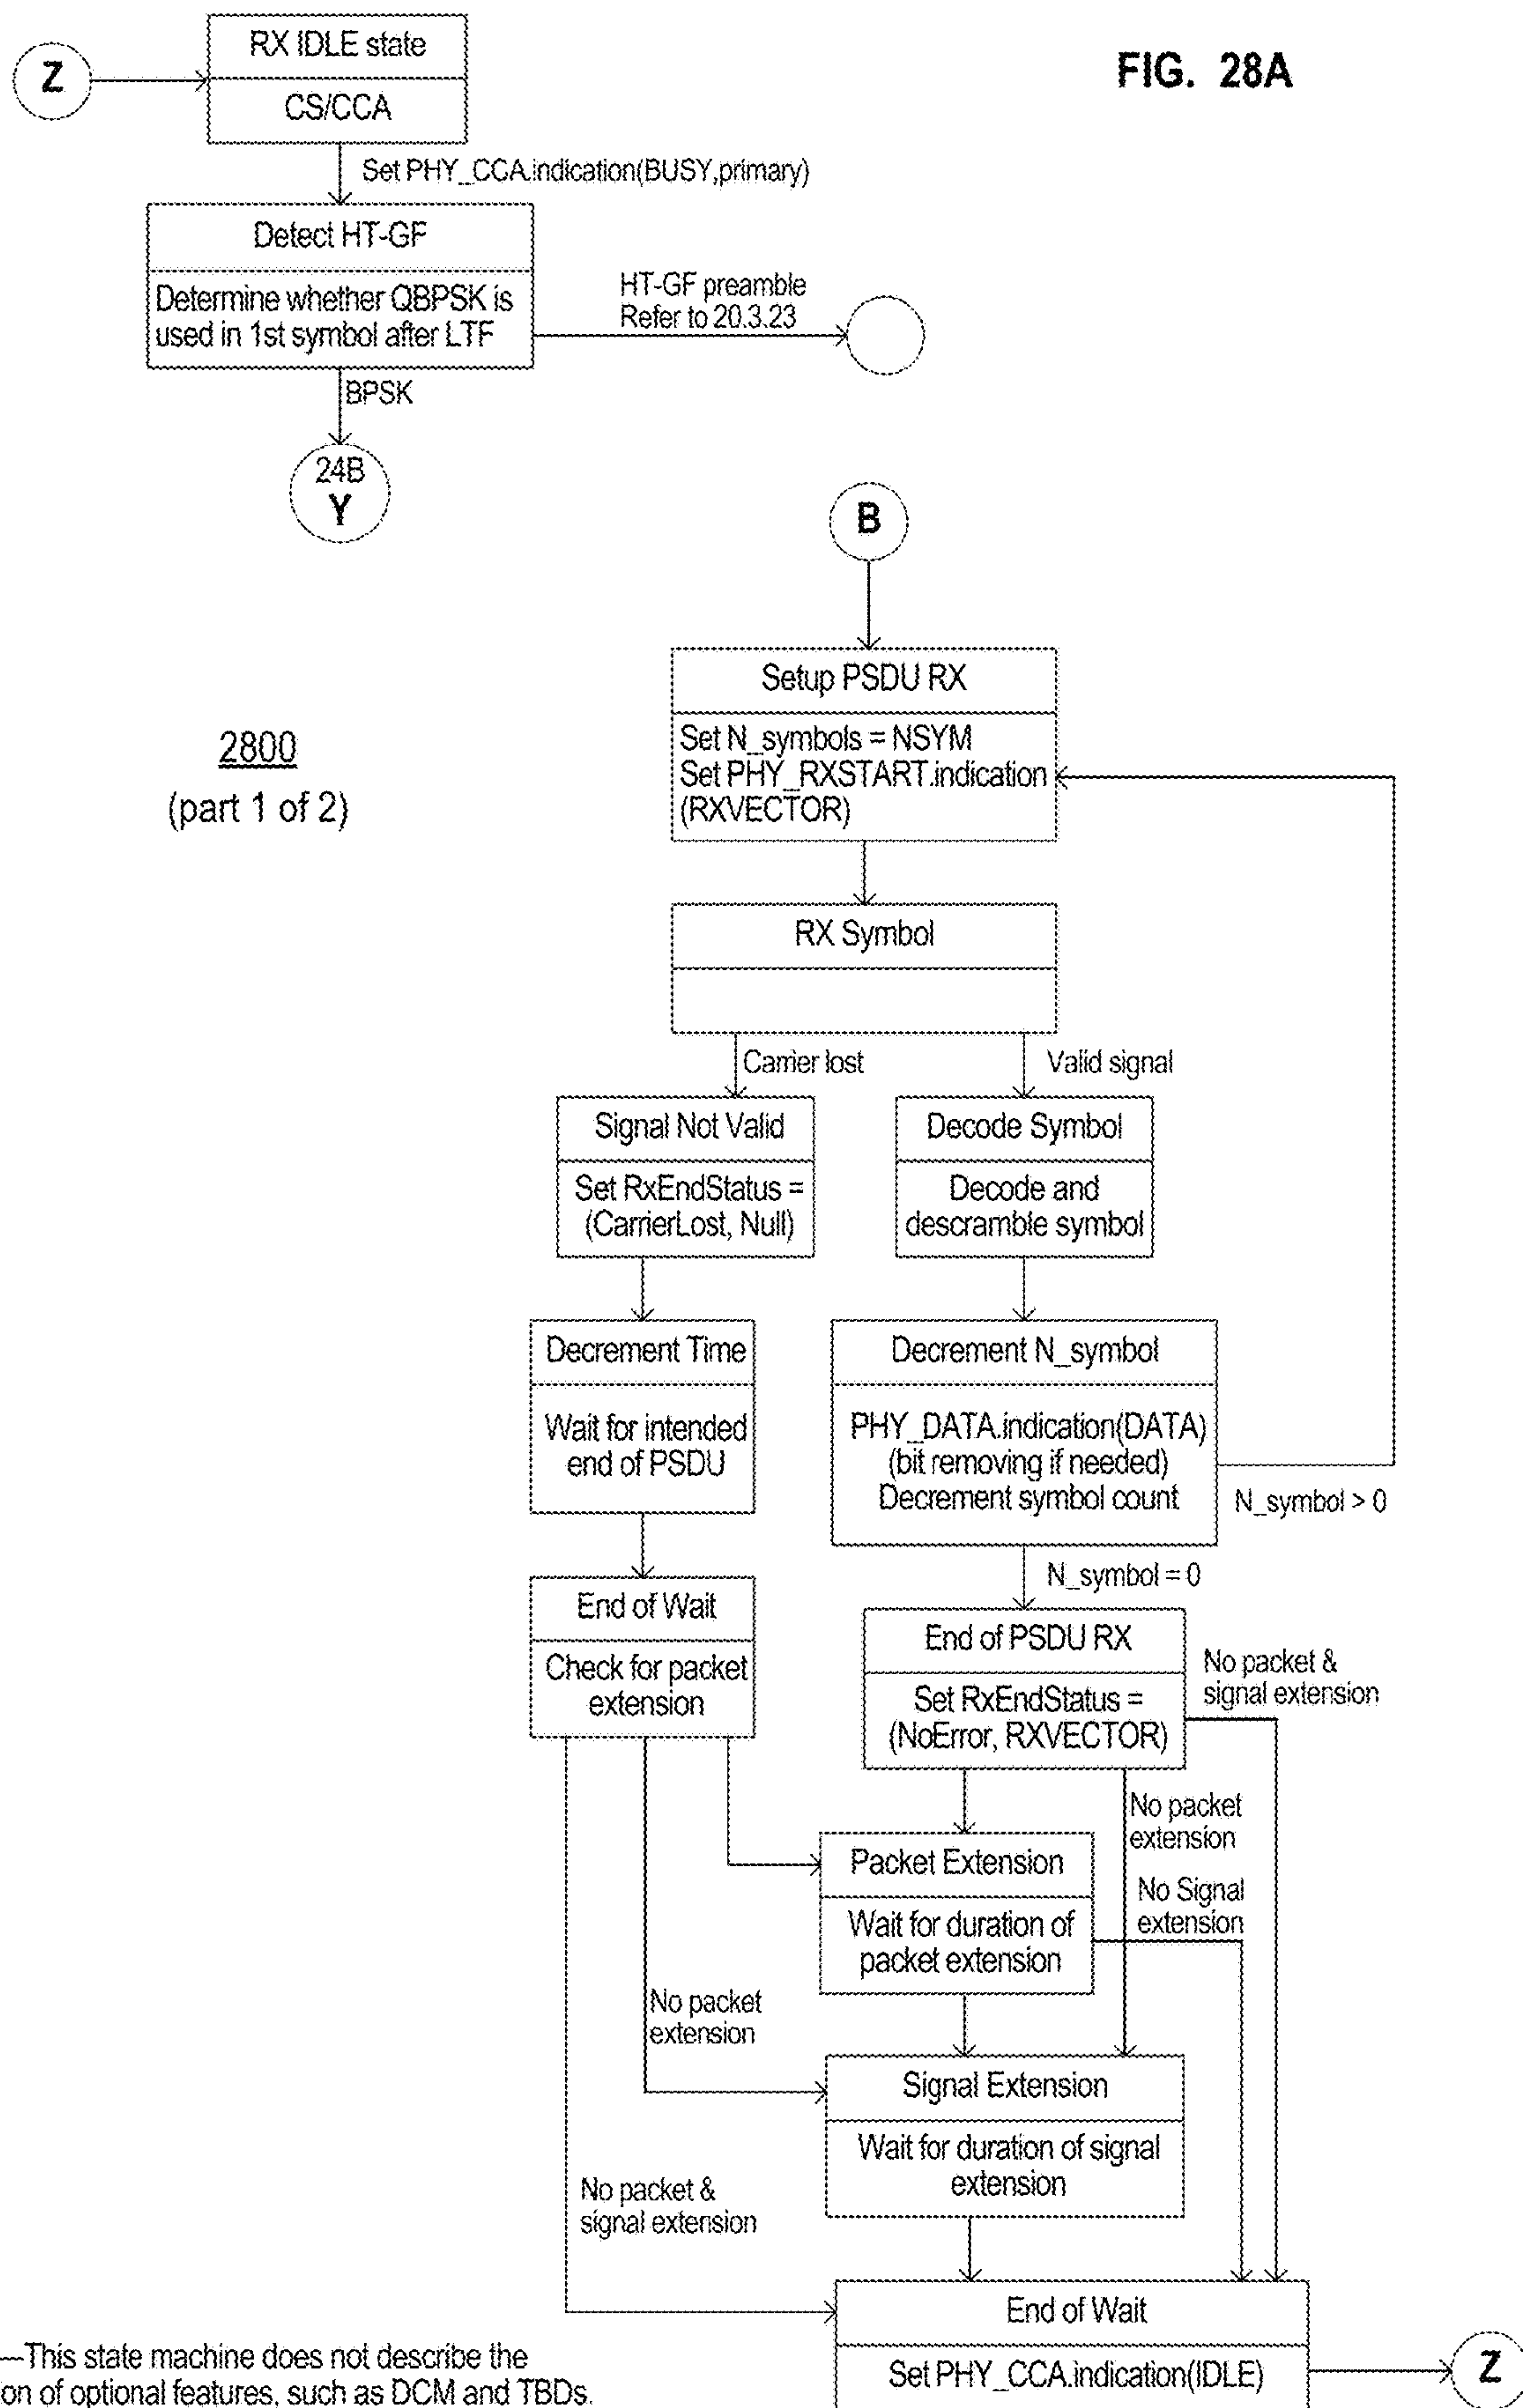 FIG. 28A
Z
RX IDLE state
CS/CCA
Set PHY_CCA.indication(BUSY,primary)
Detect HT-GF
Determine whether QBPSK is
used in 1st symbol after LTF
HT-GF preamble
Refer to 20.3.23
BPSK
24B
Y
B
2800
(part 1 of 2)
Setup PSDU RX
Set N_symbols = NSYM
Set PHY_RXSTART.indication
(RXVECTOR)
RX Symbol
Carrier lost
Valid signal
Signal Not Valid
Set RxEndStatus =
(CarrierLost, Null)
Decode Symbol
Decode and
descramble symbol
Decrement Time
Wait for intended
end of PSDU
Decrement N_symbol
PHY_DATA.indication(DATA)
(bit removing if needed)
Decrement symbol count
N_symbol > 0
N_symbol = 0
End of Wait
Check for packet
extension
End of PSDU RX
Set RxEndStatus =
(NoError, RXVECTOR)
No packet &
signal extension
No packet
extension
Packet Extension
Wait for duration of
packet extension
No Signal
extension
No packet
extension
Signal Extension
Wait for duration of signal
extension
No packet &
signal extension
End of Wait
Set PHY_CCA.indication(IDLE)
Z
—This state machine does not describe the
on of optional features, such as DCM and TBDs.